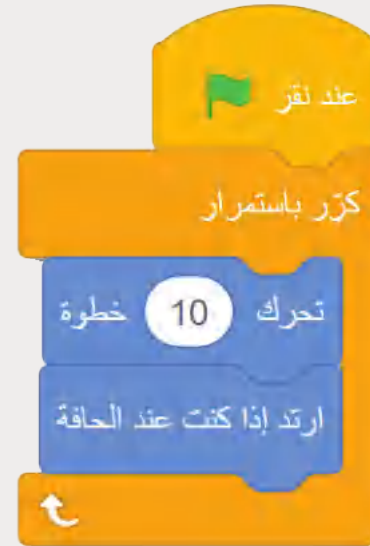 عند نقر
كرّر باستمرار
تحرك 10 خطوة
ارتد إذا كنت عند الحافة